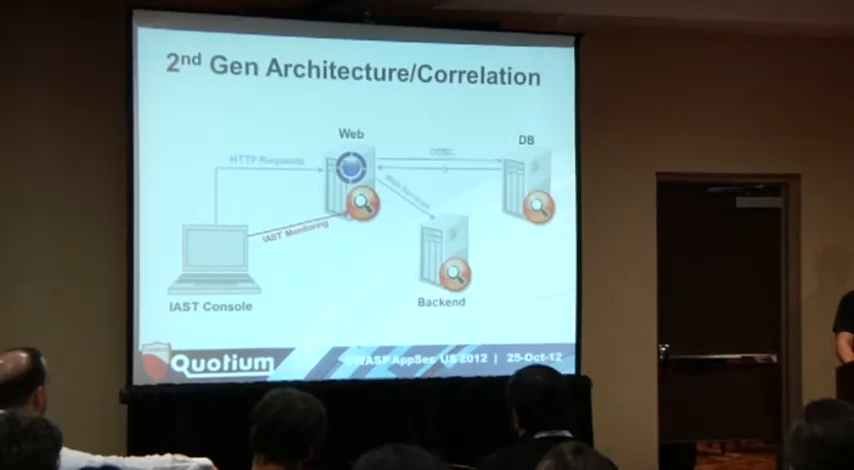 2nd Gen Architecture/Correlation
Web
DB
HTTP Requests
ODBC
Web Services
IAST Monitoring
IAST Console
Backend
Quotium
OWASP AppSec US 2012 | 25-Oct-12